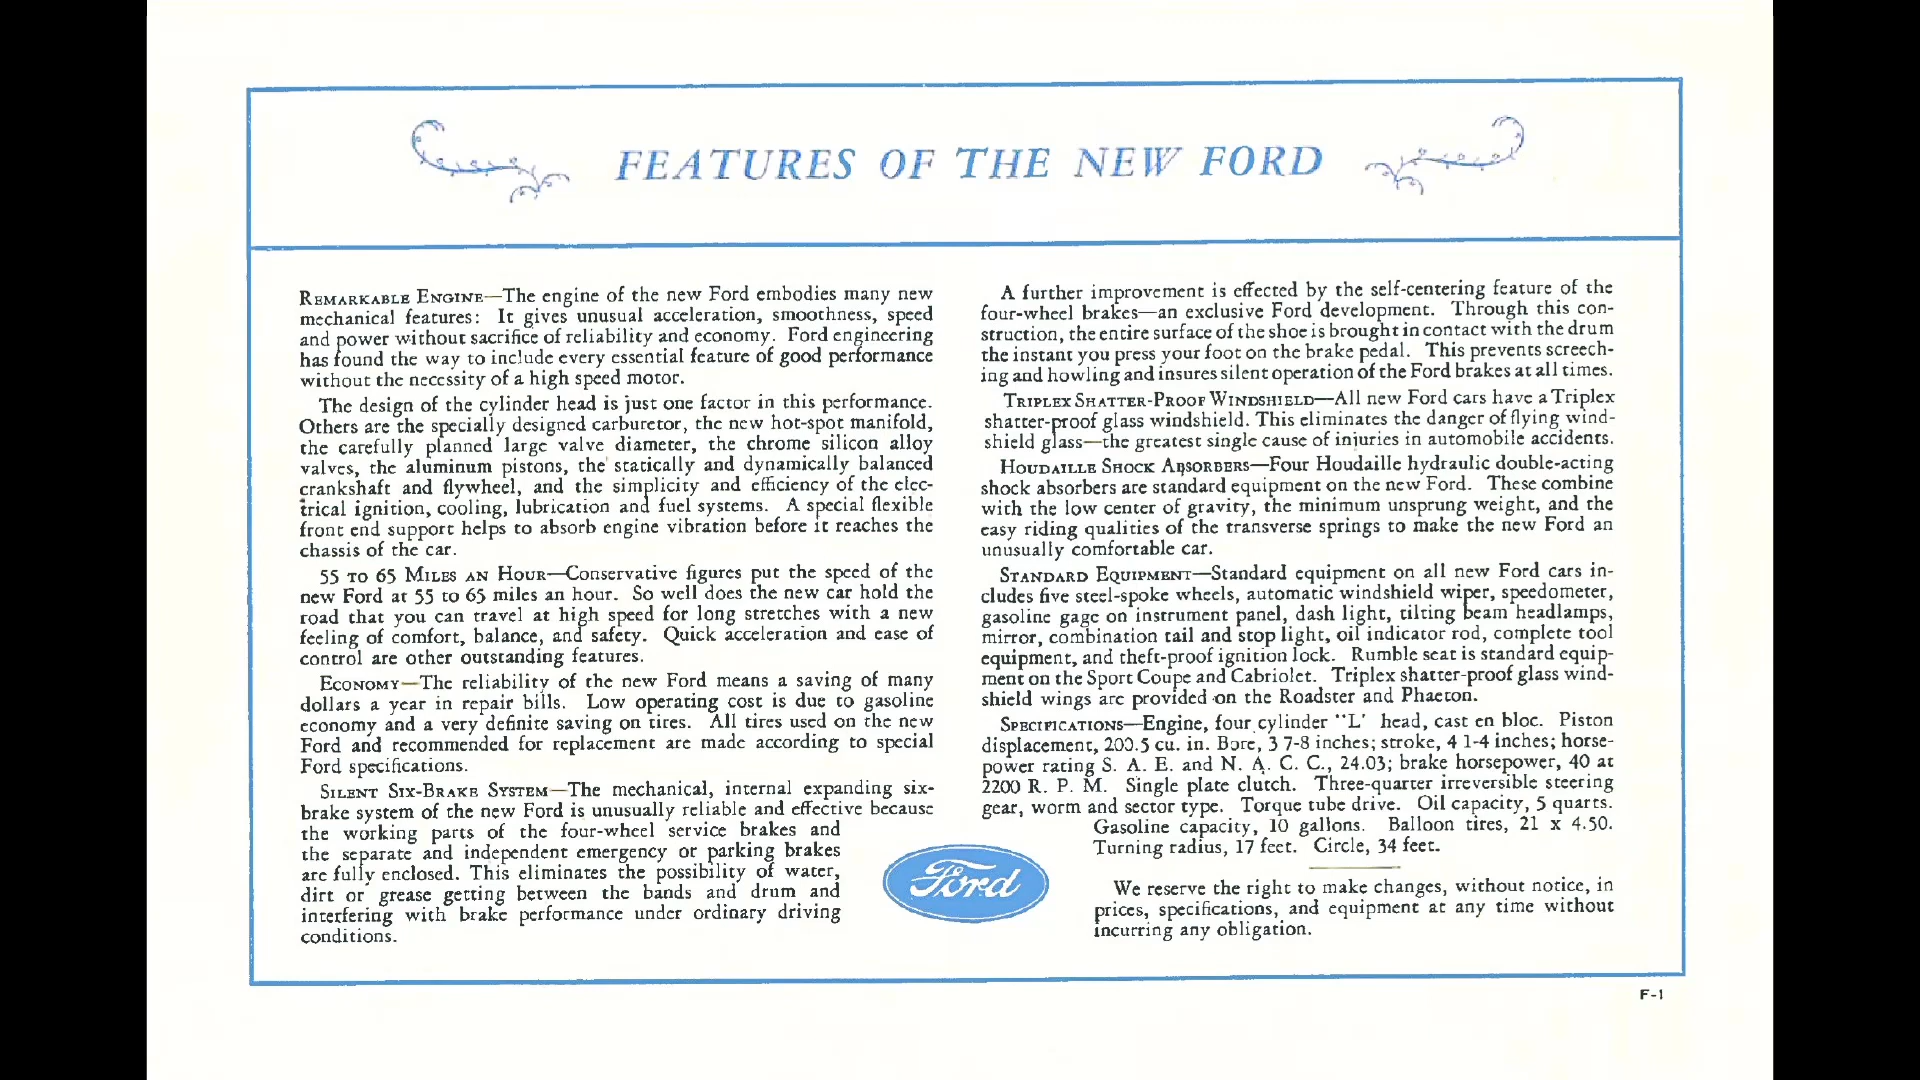 FEATURES OF THE NEW FORD
REMARKABLE ENGINE—The engine of the new Ford embodies many new
mechanical features: It gives unusual acceleration, smoothness, speed
and power without sacrifice of reliability and economy. Ford engineering
has found the way to include every essential feature of good performance
without the necessity of a high speed motor.
The design of the cylinder head is just one factor in this performance.
Others are the specially designed carburetor, the new hot-spot manifold,
the carefully planned large valve diameter, the chrome silicon alloy
valves, the aluminum pistons, the statically and dynamically balanced
crankshaft and flywheel, and the simplicity and efficiency of the elec-
trical ignition, cooling, lubrication and fuel systems. A special flexible
front end support helps to absorb engine vibration before it reaches the
chassis of the car.
55 TO 65 MILES AN HOUR—Conservative figures put the speed of the
new Ford at 55 to 65 miles an hour. So well does the new car hold the
road that you can travel at high speed for long stretches with a new
feeling of comfort, balance, and safety. Quick acceleration and ease of
control are other outstanding features.
ECONOMY—The reliability of the new Ford means a saving of many
dollars a year in repair bills. Low operating cost is due to gasoline
economy and a very definite saving on tires. All tires used on the new
Ford and recommended for replacement are made according to special
Ford specifications.
SILENT SIX-BRAKE SYSTEM—The mechanical, internal expanding six-
brake system of the new Ford is unusually reliable and effective because
the working parts of the four-wheel service brakes and
the separate and independent emergency or parking brakes
are fully enclosed. This eliminates the possibility of water,
dirt or grease getting between the bands and drum and
interfering with brake performance under ordinary driving
conditions.
A further improvement is effected by the self-centering feature of the
four-wheel brakes—an exclusive Ford development. Through this con-
struction, the entire surface of the shoe is brought in contact with the drum
the instant you press your foot on the brake pedal. This prevents screech-
ing and howling and insures silent operation of the Ford brakes at all times.
TRIPLEX SHATTER-PROOF WINDSHIELD—All new Ford cars have a Triplex
shatter-proof glass windshield. This eliminates the danger of flying wind-
shield glass—the greatest single cause of injuries in automobile accidents.
HOUDAILLE SHOCK ABSORBERS—Four Houdaille hydraulic double-acting
shock absorbers are standard equipment on the new Ford. These combine
with the low center of gravity, the minimum unsprung weight, and the
easy riding qualities of the transverse springs to make the new Ford an
unusually comfortable car.
STANDARD EQUIPMENT—Standard equipment on all new Ford cars in-
cludes five steel-spoke wheels, automatic windshield wiper, speedometer,
gasoline gage on instrument panel, dash light, tilting beam headlamps,
mirror, combination tail and stop light, oil indicator rod, complete tool
equipment, and theft-proof ignition lock. Rumble seat is standard equip-
ment on the Sport Coupe and Cabriolet. Triplex shatter-proof glass wind-
shield wings are provided on the Roadster and Phaeton.
SPECIFICATIONS—Engine, four cylinder "L" head, cast en bloc. Piston
displacement, 200.5 cu. in. Bore, 3 7-8 inches; stroke, 4 1-4 inches; horse-
power rating S. A. E. and N. A. C. C., 24.03; brake horsepower, 40 at
2200 R. P. M. Single plate clutch. Three-quarter irreversible steering
gear, worm and sector type. Torque tube drive. Oil capacity, 5 quarts.
Gasoline capacity, 10 gallons. Balloon tires, 21 x 4.50.
Turning radius, 17 feet. Circle, 34 feet.
We reserve the right to make changes, without notice, in
prices, specifications, and equipment at any time without
incurring any obligation.
Ford
F-1